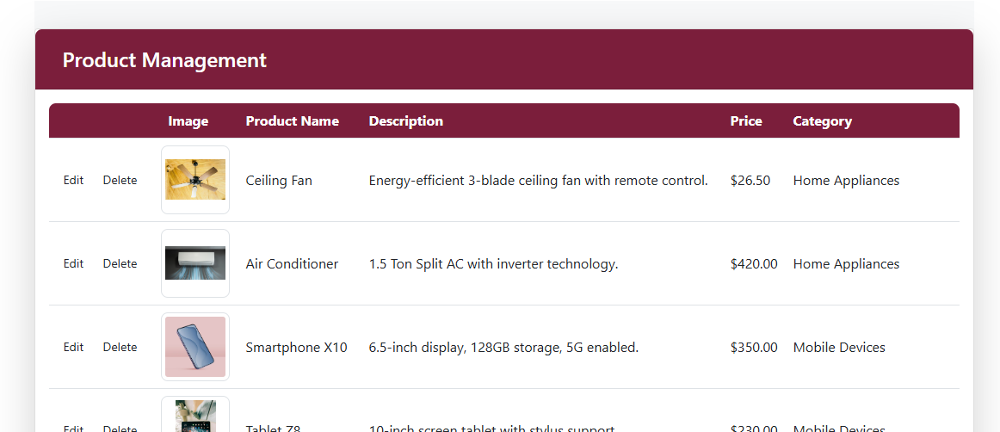 Product Management
Image Product Name Description Price Category
Edit Delete Ceiling Fan Energy-efficient 3-blade ceiling fan with remote control. $26.50 Home Appliances
Edit Delete Air Conditioner 1.5 Ton Split AC with inverter technology. $420.00 Home Appliances
Edit Delete Smartphone X10 6.5-inch display, 128GB storage, 5G enabled. $350.00 Mobile Devices
Edit Delete Tablet Z8 10-inch screen tablet with stylus support. $230.00 Mobile Devices